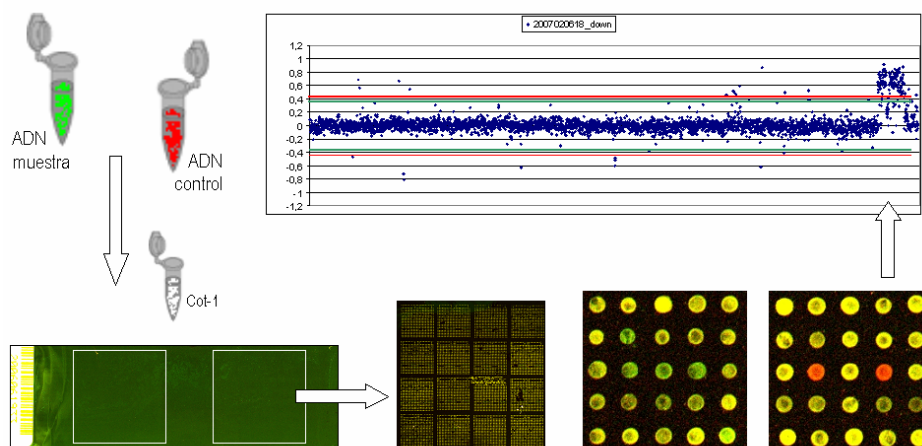 ADN
muestra
ADN
control
Cot-1
2007020618_down
1,2
1
0,8
0,6
0,4
0,2
0
-0,2
-0,4
-0,6
-0,8
-1
-1,2